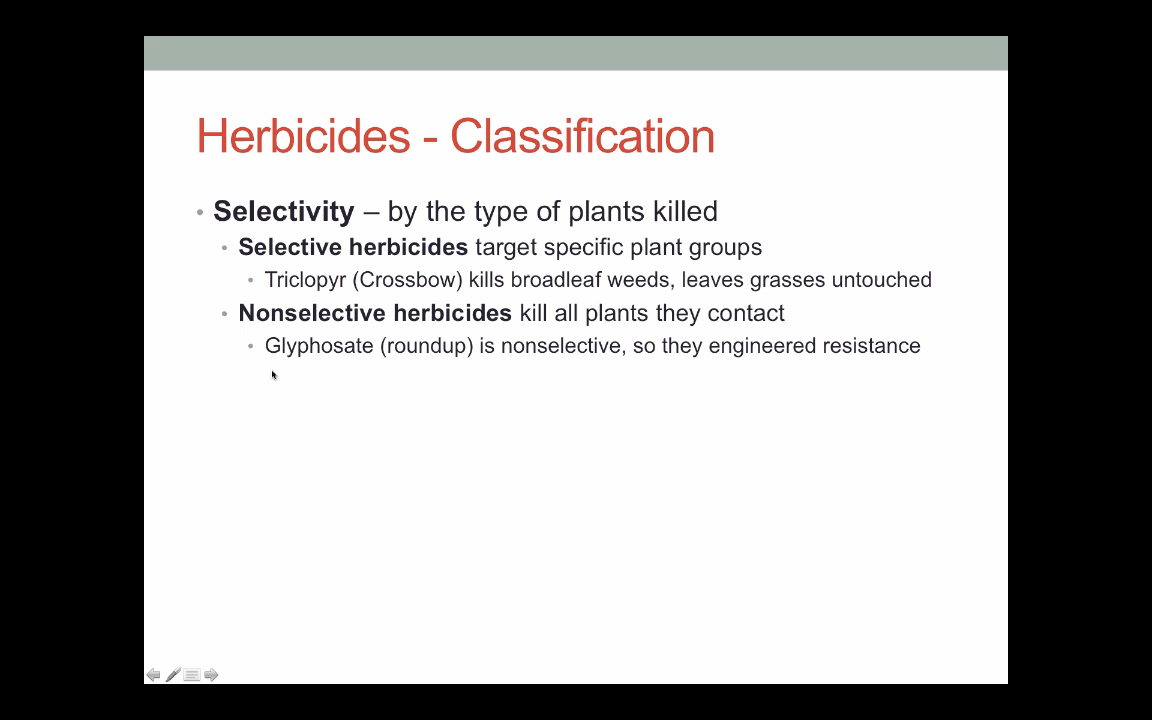 Herbicides - Classification
• Selectivity – by the type of plants killed
• Selective herbicides target specific plant groups
• Triclopyr (Crossbow) kills broadleaf weeds, leaves grasses untouched
• Nonselective herbicides kill all plants they contact
• Glyphosate (roundup) is nonselective, so they engineered resistance